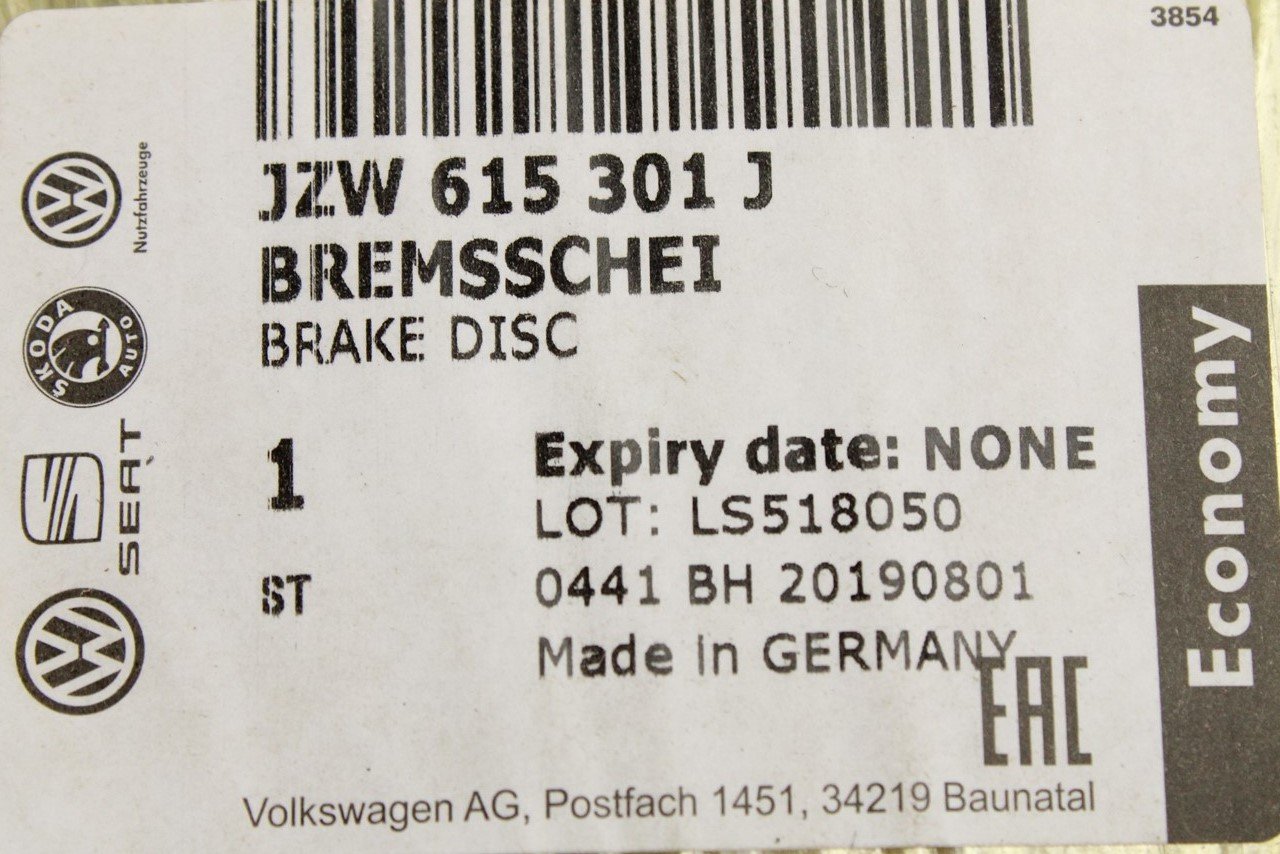 3854
JZW 615 301 J
BREMSSCHEI
BRAKE DISC
1
Expiry date: NONE
LOT: LS518050
ST
0441 BH 20190801
Made in GERMANY
EAC
Volkswagen AG, Postfach 1451, 34219 Baunatal
Economy
Nutzfahrzeuge
ŠKODA
AUTO
SEAT